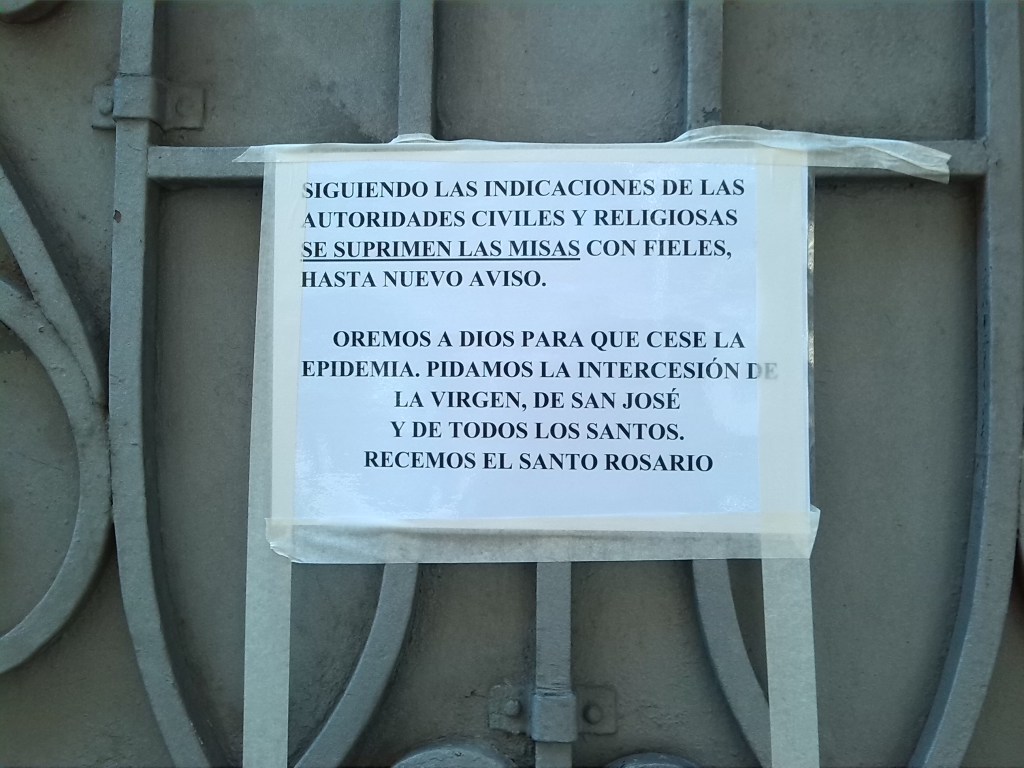 SIGUIENDO LAS INDICACIONES DE LAS
AUTORIDADES CIVILES Y RELIGIOSAS
SE SUPRIMEN LAS MISAS CON FIELES,
HASTA NUEVO AVISO.
OREMOS A DIOS PARA QUE CESE LA
EPIDEMIA. PIDAMOS LA INTERCESIÓN DE
LA VIRGEN, DE SAN JOSÉ
Y DE TODOS LOS SANTOS.
RECEMOS EL SANTO ROSARIO